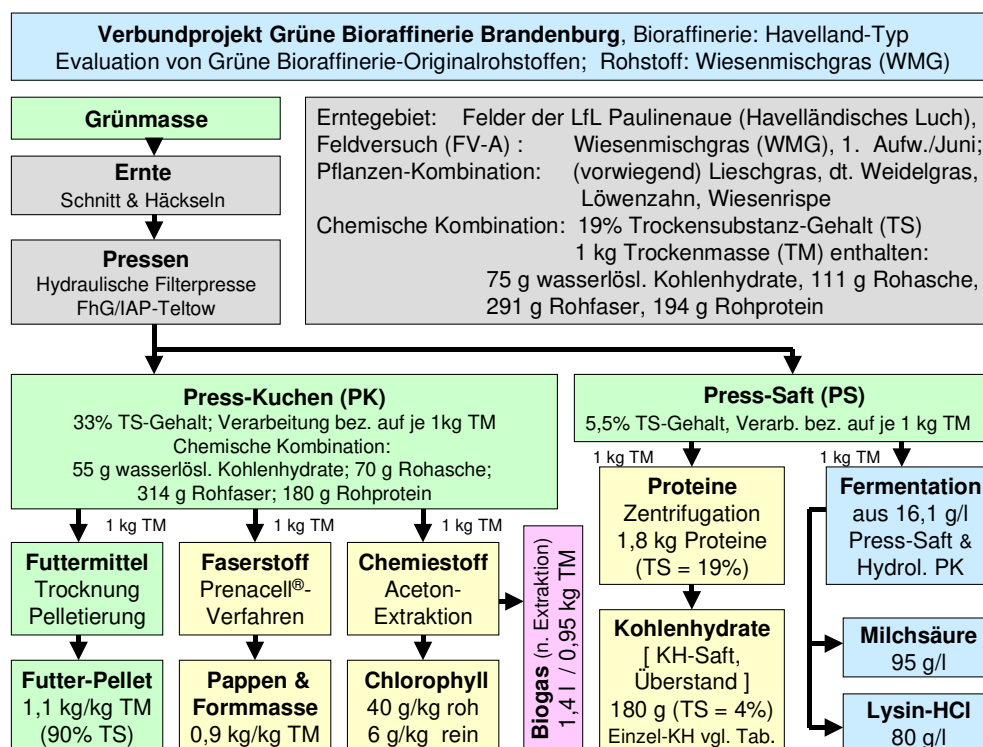 Verbundprojekt Grüne Bioraffinerie Brandenburg, Bioraffinerie: Havelland-Typ
Evaluation von Grüne Bioraffinerie-Originalrohstoffen; Rohstoff: Wiesenmischgras (WMG)
Grünmasse
Ernte
Schnitt & Häckseln
Pressen
Hydraulische Filterpresse
FhG/IAP-Teltow
Erntegebiet: Felder der LfL Paulinenaue (Havelländisches Luch),
Feldversuch (FV-A) : Wiesenmischgras (WMG), 1. Aufw./Juni;
Pflanzen-Kombination: (vorwiegend) Lieschgras, dt. Weidelgras,
Löwenzahn, Wiesenrispe
Chemische Kombination: 19% Trockensubstanz-Gehalt (TS)
1 kg Trockenmasse (TM) enthalten:
75 g wasserlösl. Kohlenhydrate, 111 g Rohasche,
291 g Rohfaser, 194 g Rohprotein
Press-Kuchen (PK)
33% TS-Gehalt; Verarbeitung bez. auf je 1kg TM
Chemische Kombination:
55 g wasserlösl. Kohlenhydrate; 70 g Rohasche;
314 g Rohfaser; 180 g Rohprotein
Press-Saft (PS)
5,5% TS-Gehalt, Verarb. bez. auf je 1 kg TM
1 kg TM
1 kg TM
1 kg TM
1 kg TM
1 kg TM
Futtermittel
Trocknung
Pelletierung
Faserstoff
Prenacell®-
Verfahren
Chemiestoff
Aceton-
Extraktion
Biogas (n. Extraktion)
1,4 l / 0,95 kg TM
Proteine
Zentrifugation
1,8 kg Proteine
(TS = 19%)
Fermentation
aus 16,1 g/l
Press-Saft &
Hydrol. PK
Futter-Pellet
1,1 kg/kg TM
(90% TS)
Pappen &
Formmasse
0,9 kg/kg TM
Chlorophyll
40 g/kg roh
6 g/kg rein
Kohlenhydrate
[ KH-Saft,
Überstand ]
180 g (TS = 4%)
Einzel-KH vgl. Tab.
Milchsäure
95 g/l
Lysin-HCl
80 g/l